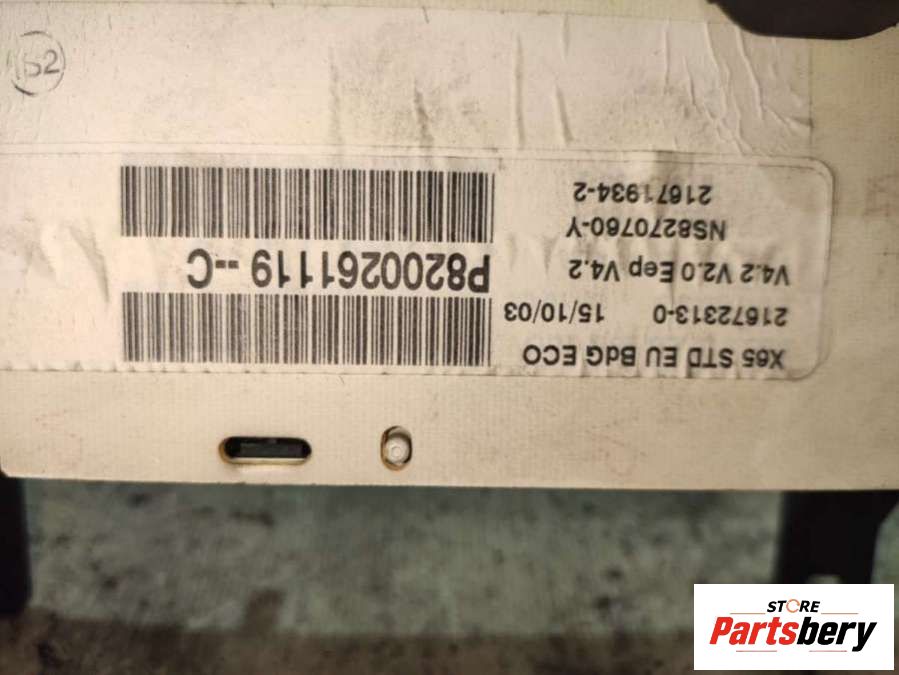 X65 STD EU BdG ECO
21672313-0 15/10/03
V4.2 V2.0 Eep V4.2
NS8270760-Y
21671934-2
P8200261119 --C
S2
STORE
Partsbery